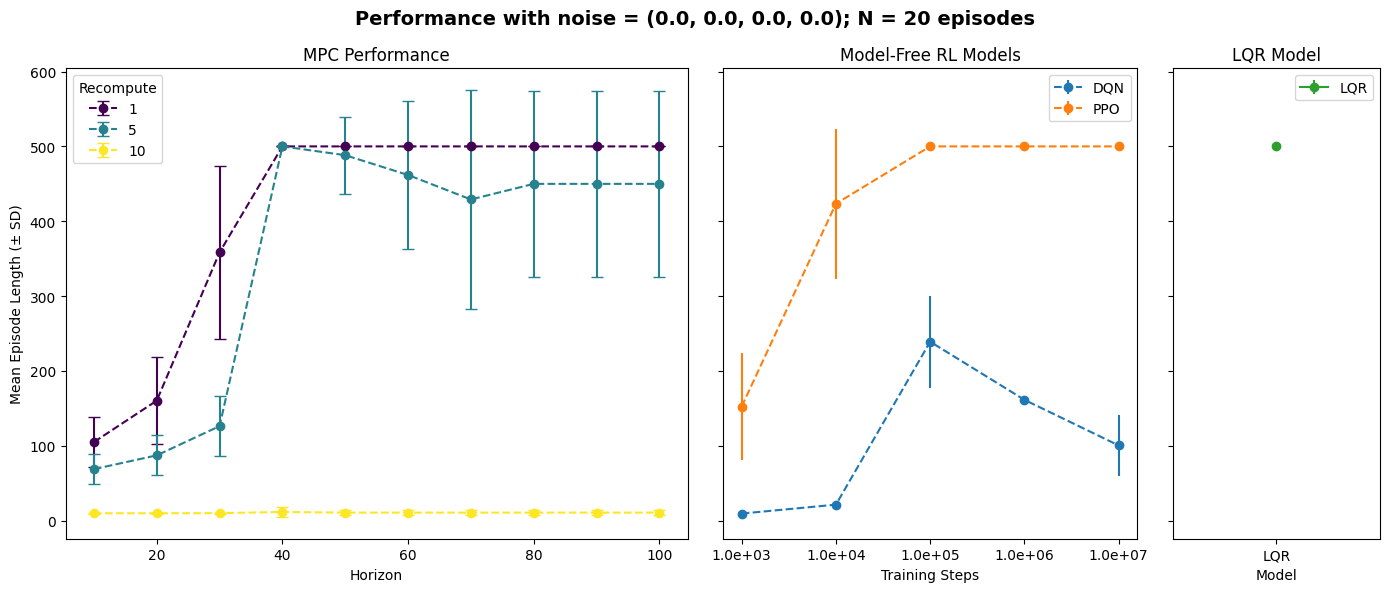 Performance with noise = (0.0, 0.0, 0.0, 0.0); N = 20 episodes
MPC Performance
Mean Episode Length (± SD)
600
500
400
300
200
100
0
Recompute
1
5
10
20
40
60
80
100
Horizon
Model-Free RL Models
DQN
PPO
1.0e+03
1.0e+04
1.0e+05
1.0e+06
1.0e+07
Training Steps
LQR Model
LQR
LQR
Model